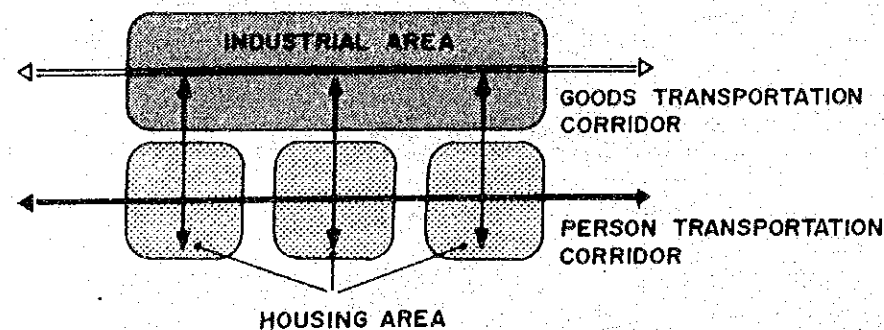 INDUSTRIAL AREA
GOODS TRANSPORTATION
CORRIDOR
PERSON TRANSPORTATION
CORRIDOR
HOUSING AREA